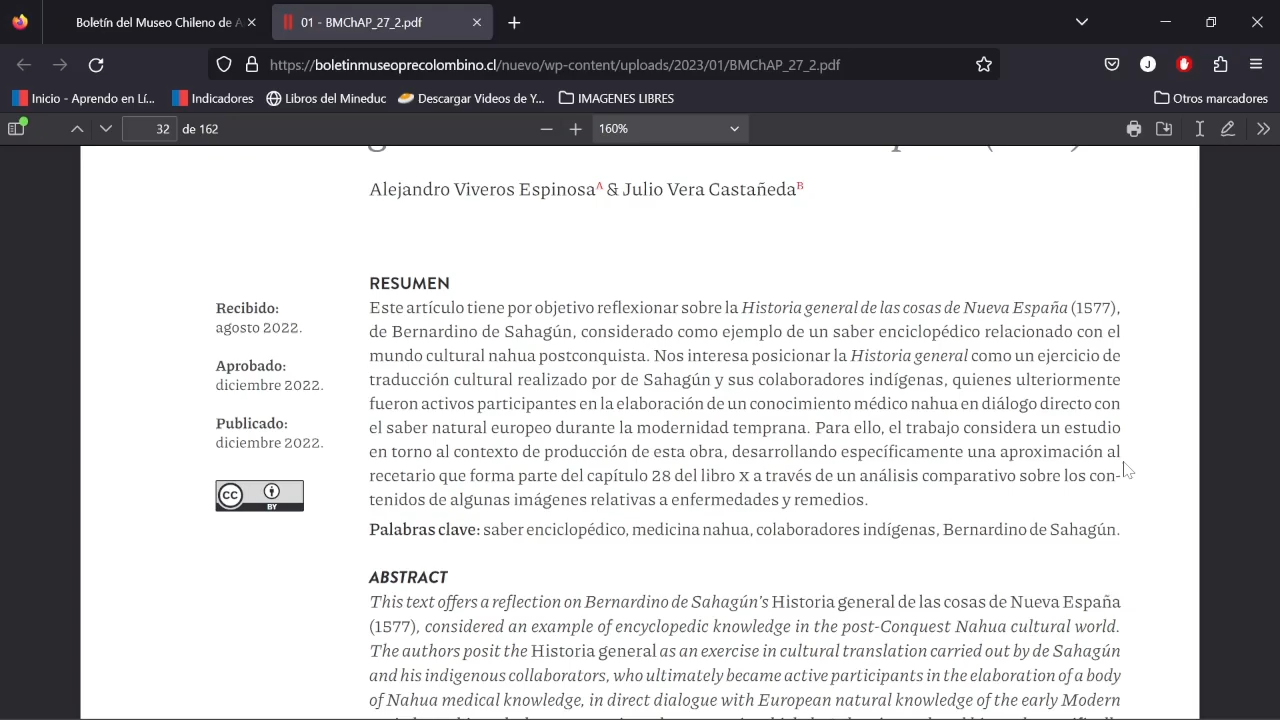 Boletín del Museo Chileno de A
01 - BMChAP_27_2.pdf
https://boletinmuseoprecolombino.cl/nuevo/wp-content/uploads/2023/01/BMChAP_27_2.pdf
J
Inicio - Aprendo en Lí...
Indicadores
Libros del Mineduc
Descargar Videos de Y...
IMAGENES LIBRES
Otros marcadores
32 de 162
160%
Alejandro Viveros Espinosaᴬ & Julio Vera Castañedaᴮ
Recibido:
agosto 2022.
Aprobado:
diciembre 2022.
Publicado:
diciembre 2022.
CC BY
RESUMEN
Este artículo tiene por objetivo reflexionar sobre la Historia general de las cosas de Nueva España (1577),
de Bernardino de Sahagún, considerado como ejemplo de un saber enciclopédico relacionado con el
mundo cultural nahua postconquista. Nos interesa posicionar la Historia general como un ejercicio de
traducción cultural realizado por de Sahagún y sus colaboradores indígenas, quienes ulteriormente
fueron activos participantes en la elaboración de un conocimiento médico nahua en diálogo directo con
el saber natural europeo durante la modernidad temprana. Para ello, el trabajo considera un estudio
en torno al contexto de producción de esta obra, desarrollando específicamente una aproximación al
recetario que forma parte del capítulo 28 del libro X a través de un análisis comparativo sobre los con-
tenidos de algunas imágenes relativas a enfermedades y remedios.
Palabras clave: saber enciclopédico, medicina nahua, colaboradores indígenas, Bernardino de Sahagún.
ABSTRACT
This text offers a reflection on Bernardino de Sahagún's Historia general de las cosas de Nueva España
(1577), considered an example of encyclopedic knowledge in the post-Conquest Nahua cultural world.
The authors posit the Historia general as an exercise in cultural translation carried out by de Sahagún
and his indigenous collaborators, who ultimately became active participants in the elaboration of a body
of Nahua medical knowledge, in direct dialogue with European natural knowledge of the early Modern